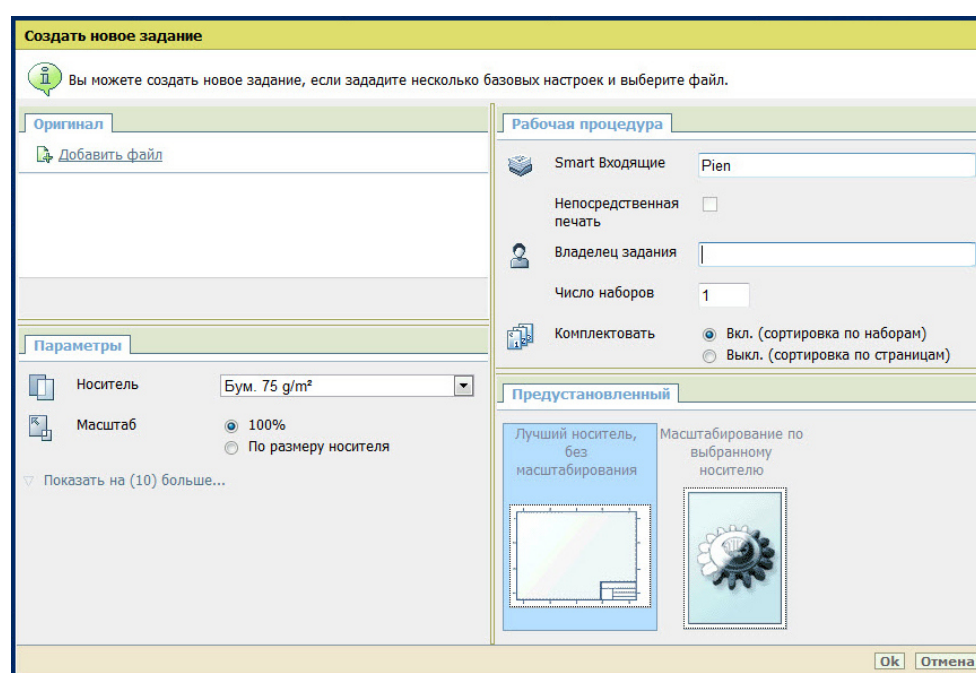 Создать новое задание
Вы можете создать новое задание, если зададите несколько базовых настроек и выберите файл.
Оригинал
Добавить файл
Параметры
Носитель
Бум. 75 g/m²
Масштаб
100%
По размеру носителя
Показать на (10) больше...
Рабочая процедура
Smart Входящие
Pien
Непосредственная
печать
Владелец задания
Число наборов
1
Комплектовать
Вкл. (сортировка по наборам)
Выкл. (сортировка по страницам)
Предустановленный
Лучший носитель,
без
масштабирования
Масштабирование по
выбранному
носителю
Ok
Отмена